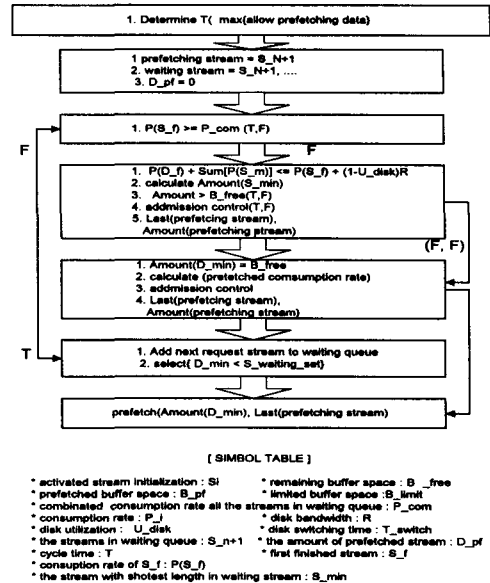 1. Determine T( max{allow prefetching data}
1 prefetching stream = S_N+1
2. waiting stream = S_N+1, ....
3. D_pf = 0
1. P(S_f) >= P_com (T,F)
F
F
1. P(D_f) + Sum[P(S_m)] <= P(S_f) + (1-U_disk)R
2. calculate Amount(S_min)
3. Amount > B_free(T,F)
4. addmission control(T,F)
5. Last(prefetcing stream),
Amount(prefetching stream)
(F, F)
1. Amount(D_min) = B_free
2. calculate (pretetched comsumption rate)
3. addmission control
4. Last(prefetcing stream),
Amount(prefetching stream)
T
1. Add next request stream to waiting queue
2. select{ D_min < S_waiting_set}
prefetch(Amount(D_min), Last(prefetching stream)
[ SIMBOL TABLE ]
* activated stream initialization : Si * remaining buffer space : B _free
* prefetched buffer space : B_pf * limited buffer space :B_limit
* combinated consumption rate all the streams in waiting queue : P_com
* consumption rate : P_i * disk bandwidth : R
* disk utilization : U_disk * disk switching time : T_switch
* the streams in waiting queue : S_n+1 * the amount of prefetched stream : D_pf
* cycle time : T * first finished stream : S_f
* consuption rate of S_f : P(S_f)
* the stream with shotest length in waiting stream : S_min